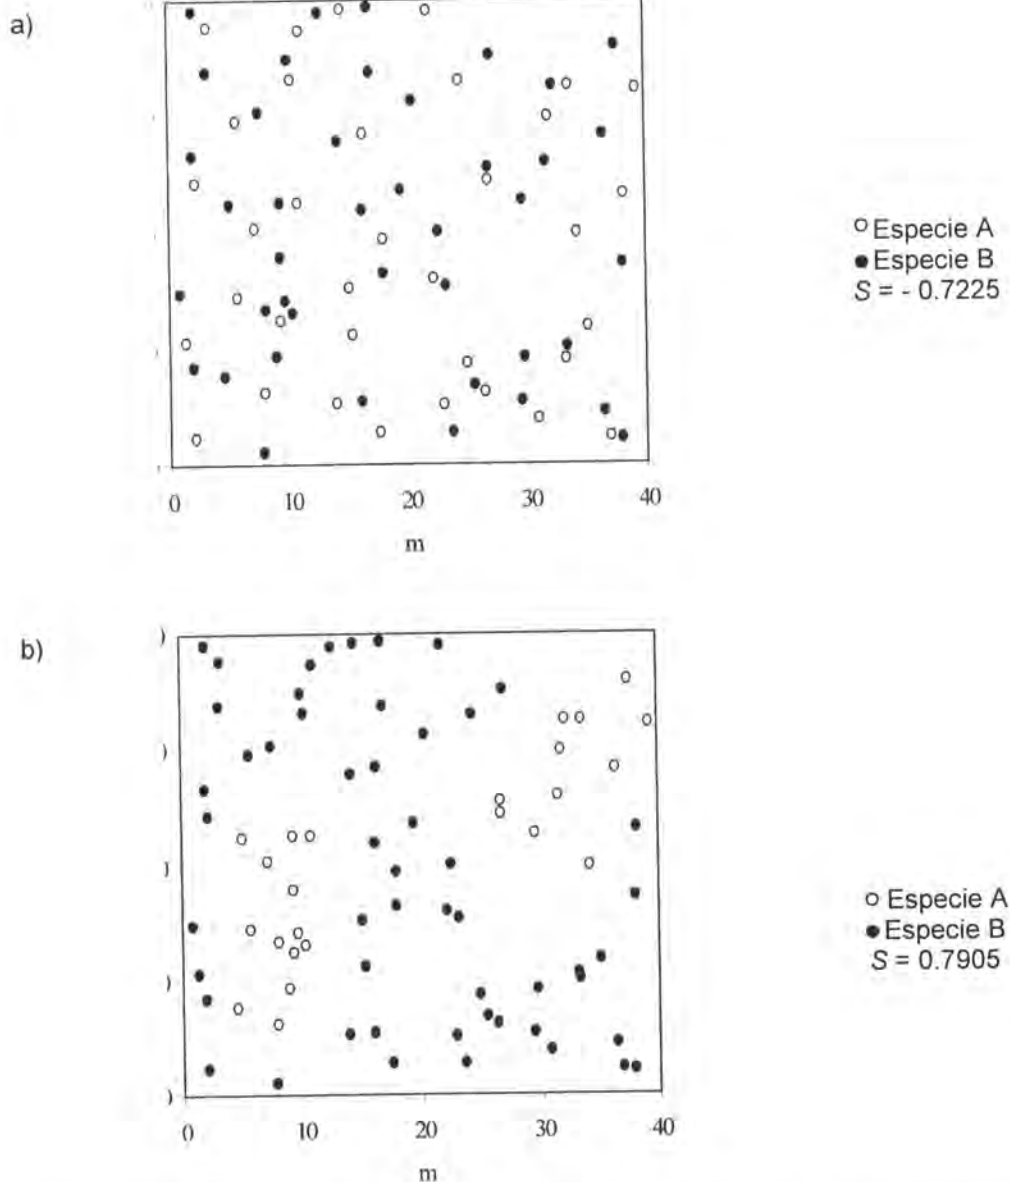 a)
○ Especie A
● Especie B
S = - 0.7225
0 10 20 30 40
m
b)
○ Especie A
● Especie B
S = 0.7905
0 10 20 30 40
m